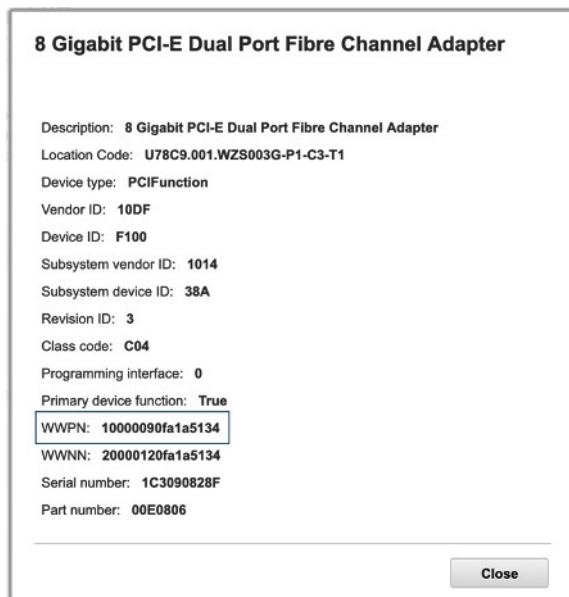 8 Gigabit PCI-E Dual Port Fibre Channel Adapter
Description: 8 Gigabit PCI-E Dual Port Fibre Channel Adapter
Location Code: U78C9.001.WZS003G-P1-C3-T1
Device type: PCIFunction
Vendor ID: 10DF
Device ID: F100
Subsystem vendor ID: 1014
Subsystem device ID: 38A
Revision ID: 3
Class code: C04
Programming interface: 0
Primary device function: True
WWPN: 10000090fa1a5134
WWNN: 20000120fa1a5134
Serial number: 1C3090828F
Part number: 00E0806
Close